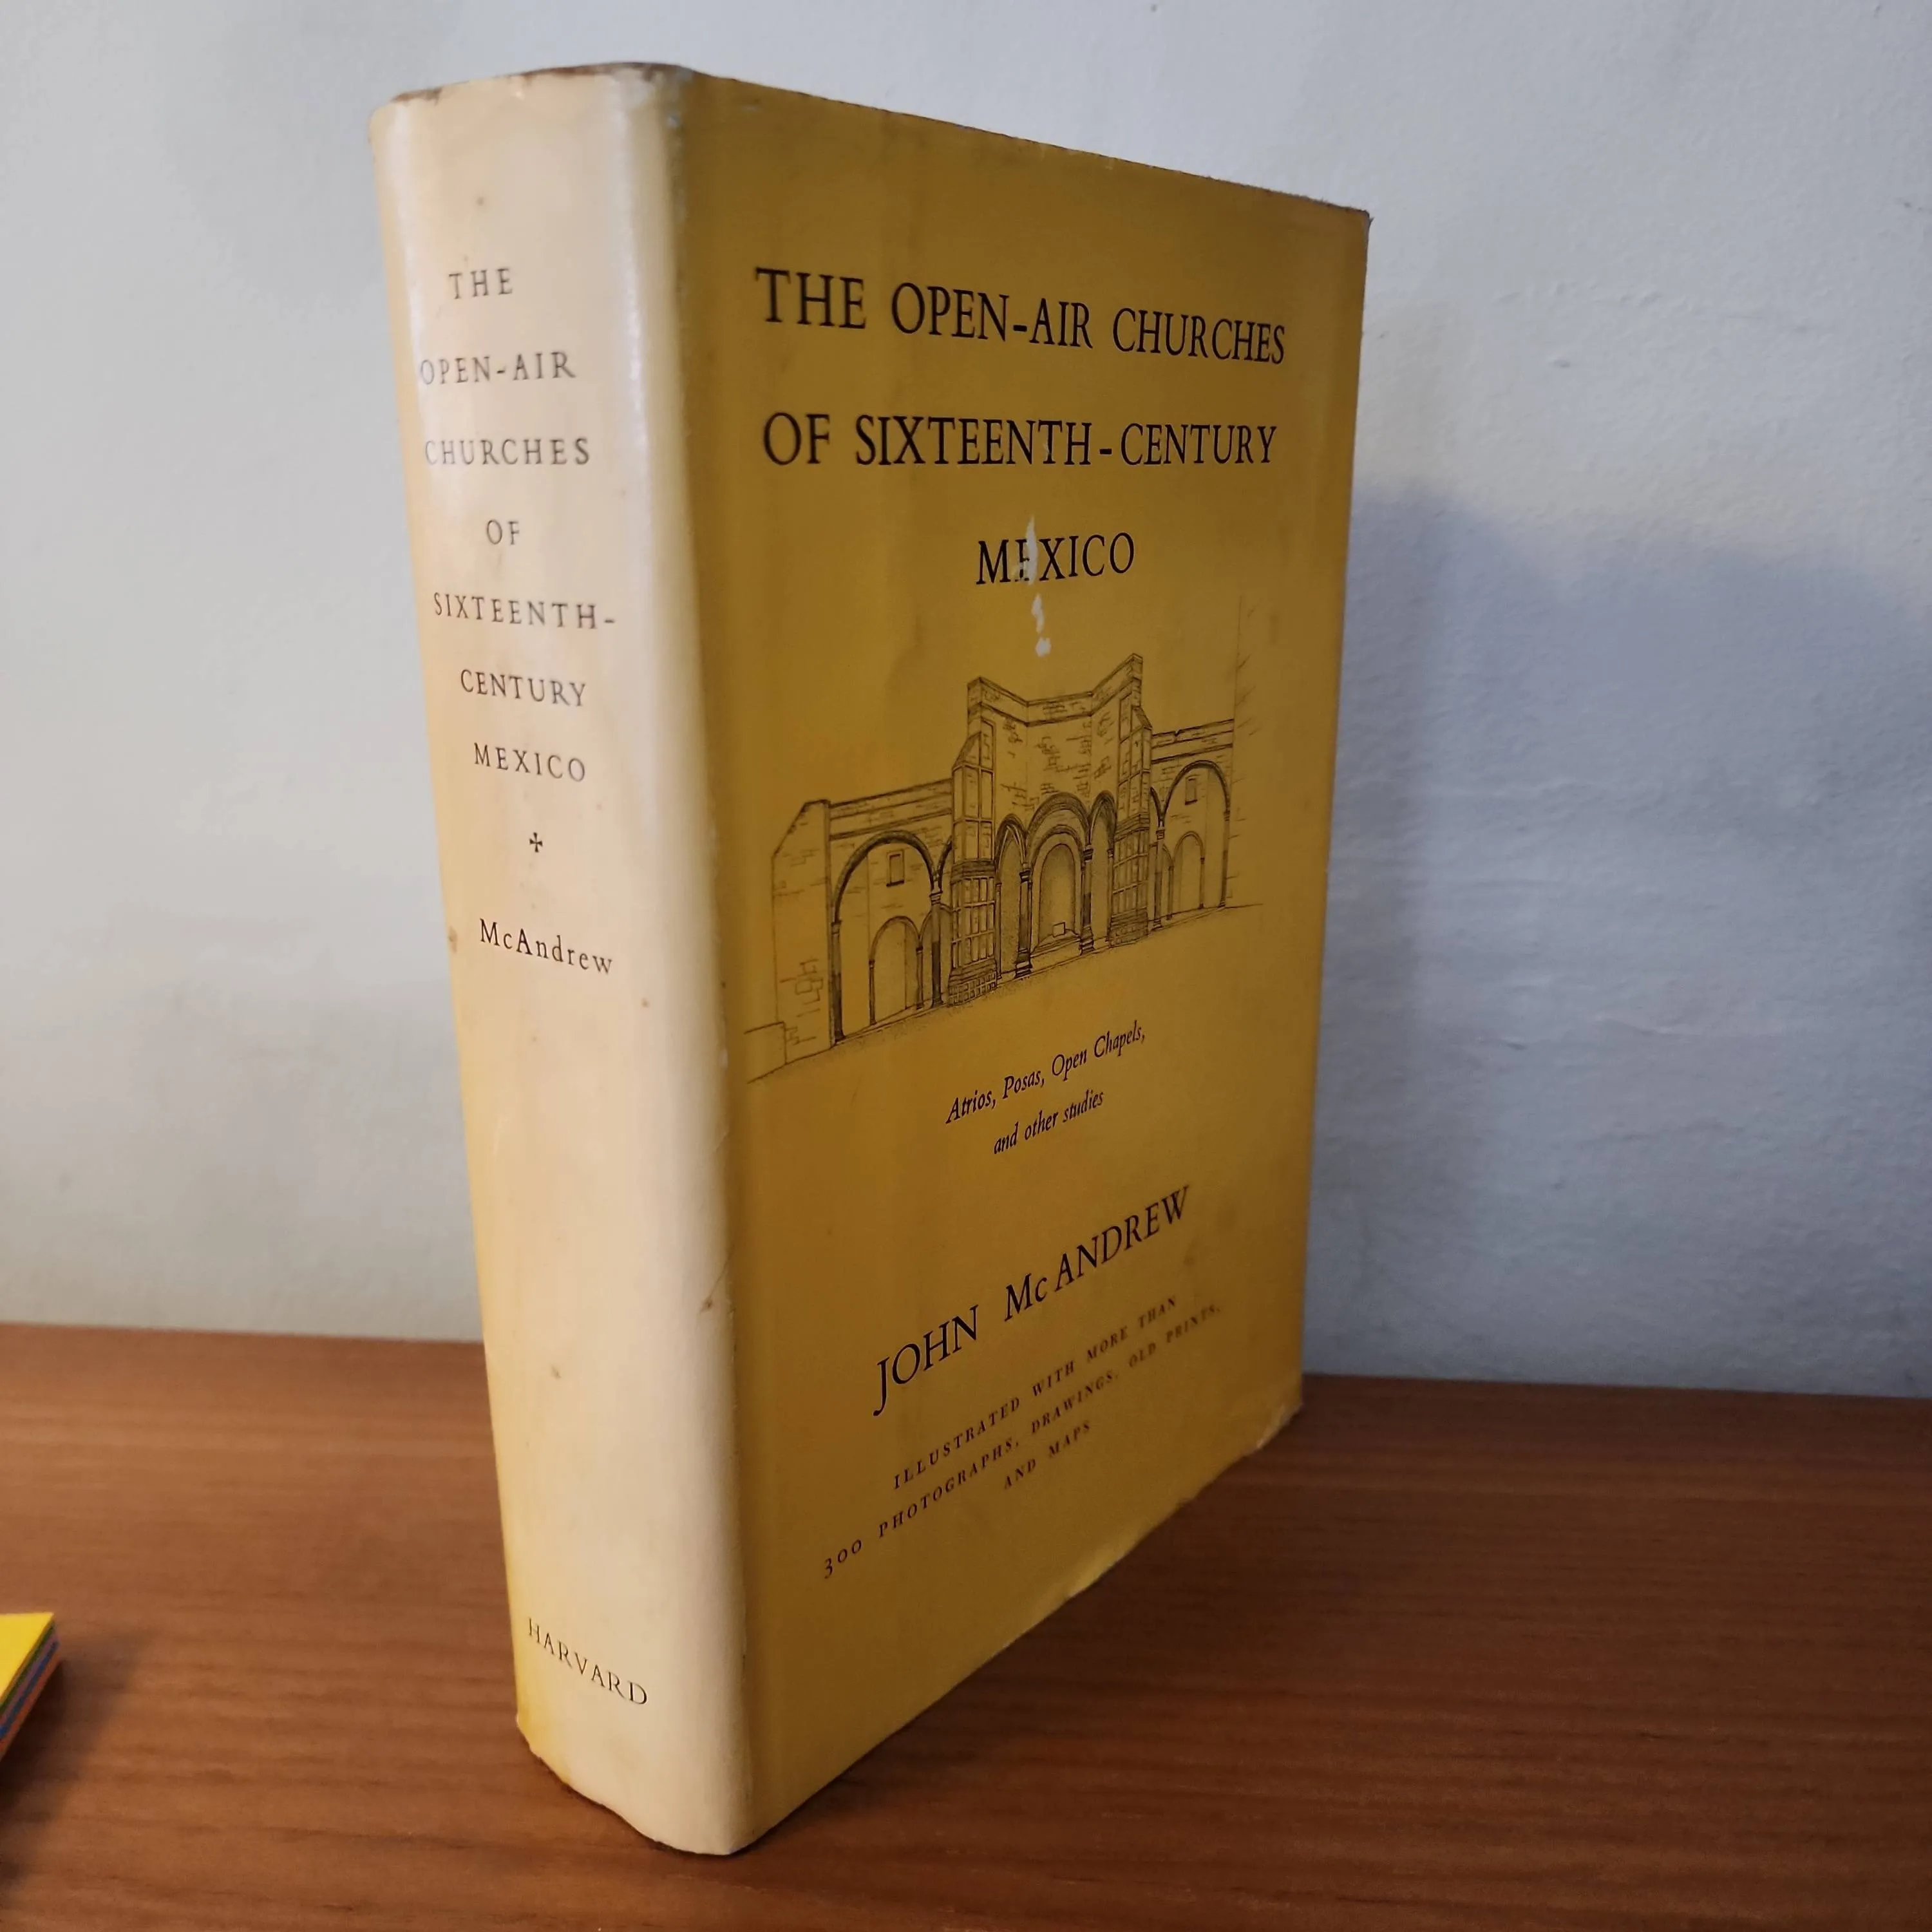 THE
OPEN-AIR
CHURCHES
OF
SIXTEENTH-
CENTURY
MEXICO
McAndrew
HARVARD
THE OPEN-AIR CHURCHES
OF SIXTEENTH-CENTURY
MEXICO
Atrios, Posas, Open Chapels,
and other studies
JOHN McANDREW
ILLUSTRATED WITH MORE THAN
300 PHOTOGRAPHS, DRAWINGS, OLD PRINTS,
AND MAPS